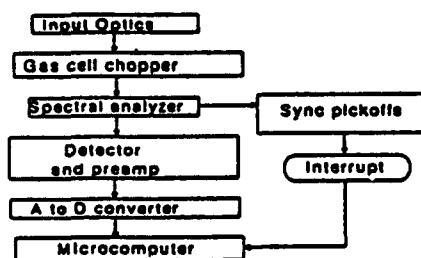 Input Optics
Gas cell chopper
Spectral analyzer
Sync pickoffs
Detector
and preamp
Interrupt
A to D converter
Microcomputer